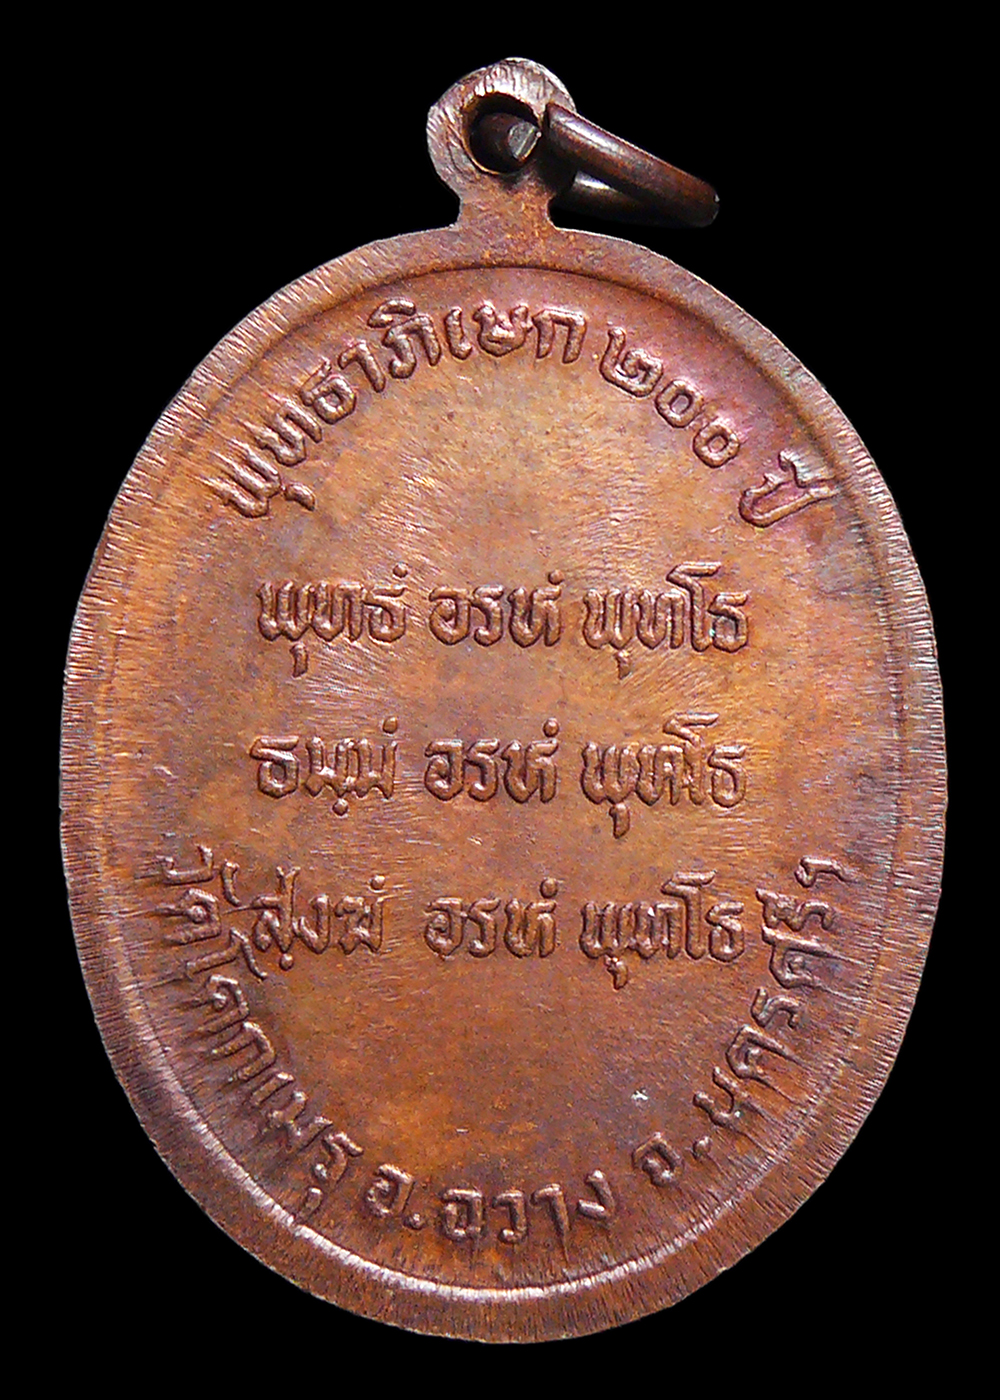 พุทธาภิเษก ๒๐๐ ปี
พุทธํ อรหํ พุทโธ
ธมฺมํ อรหํ พุทโธ
สฺงฆํ อรหํ พุทโธ
วัดโคกเมรุ อ.ฉวาง จ.นครศรีฯ